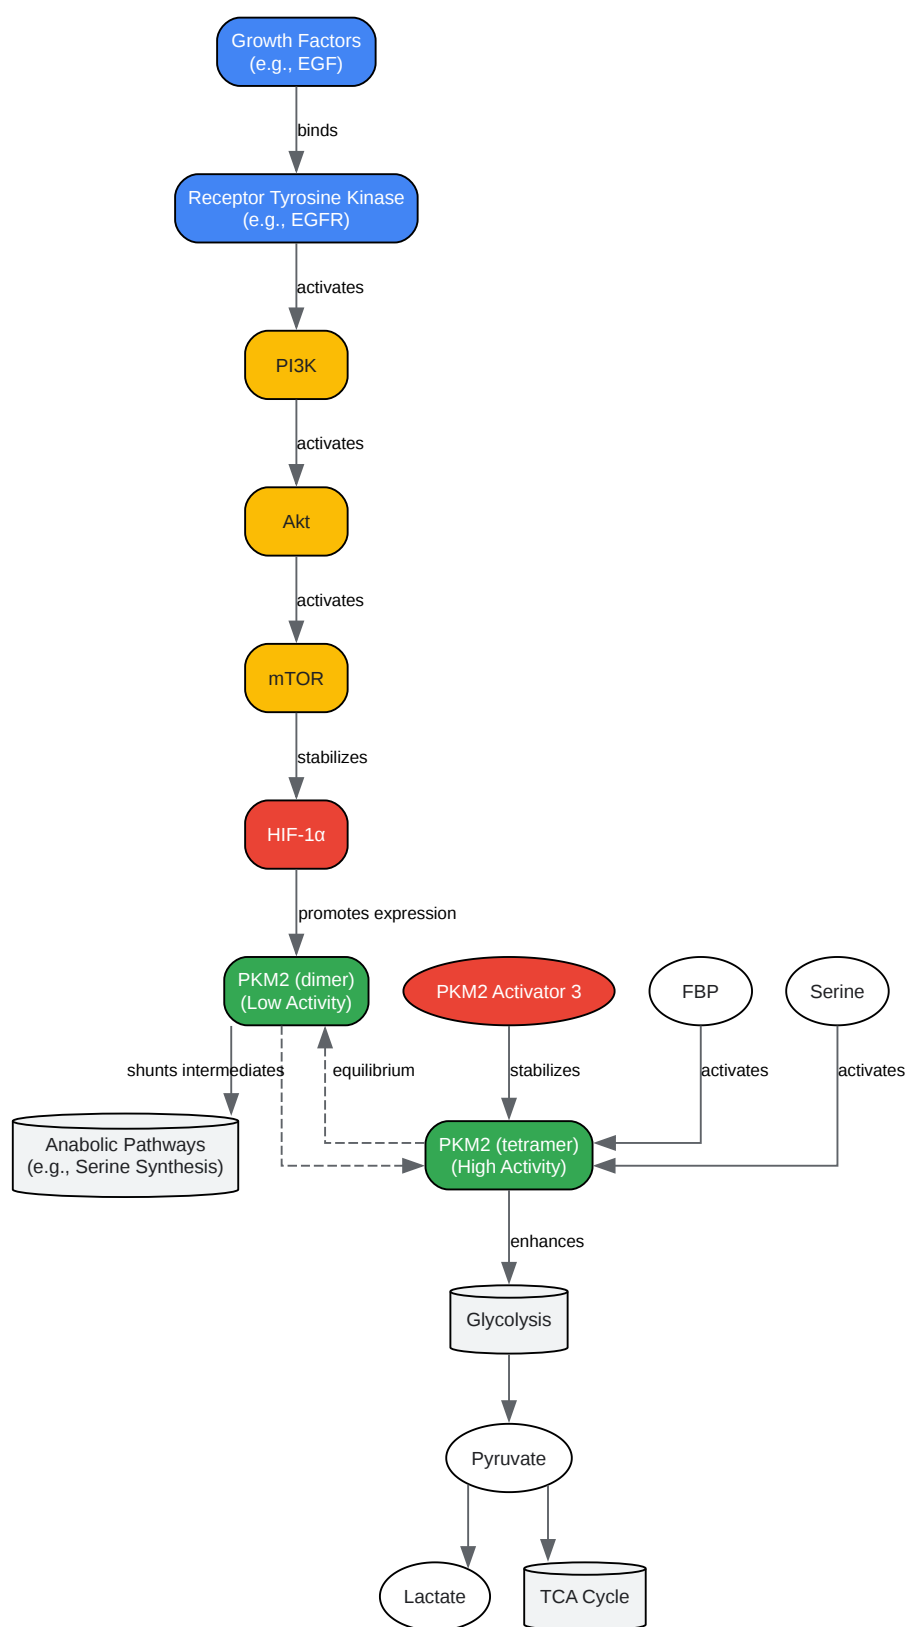 Growth Factors
(e.g., EGF)
binds
Receptor Tyrosine Kinase
(e.g., EGFR)
activates
PI3K
activates
Akt
activates
mTOR
stabilizes
HIF-1α
promotes expression
PKM2 (dimer)
(Low Activity)
PKM2 Activator 3
FBP
Serine
shunts intermediates
equilibrium
stabilizes
activates
activates
Anabolic Pathways
(e.g., Serine Synthesis)
PKM2 (tetramer)
(High Activity)
enhances
Glycolysis
Pyruvate
Lactate
TCA Cycle